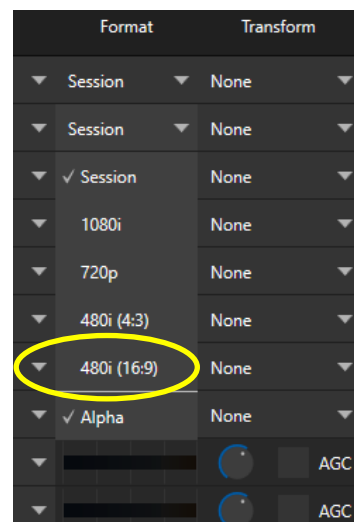 Format Transform
Session None
Session None
✓ Session None
1080i None
720p None
480i (4:3) None
480i (16:9) None
✓ Alpha None
AGC
AGC